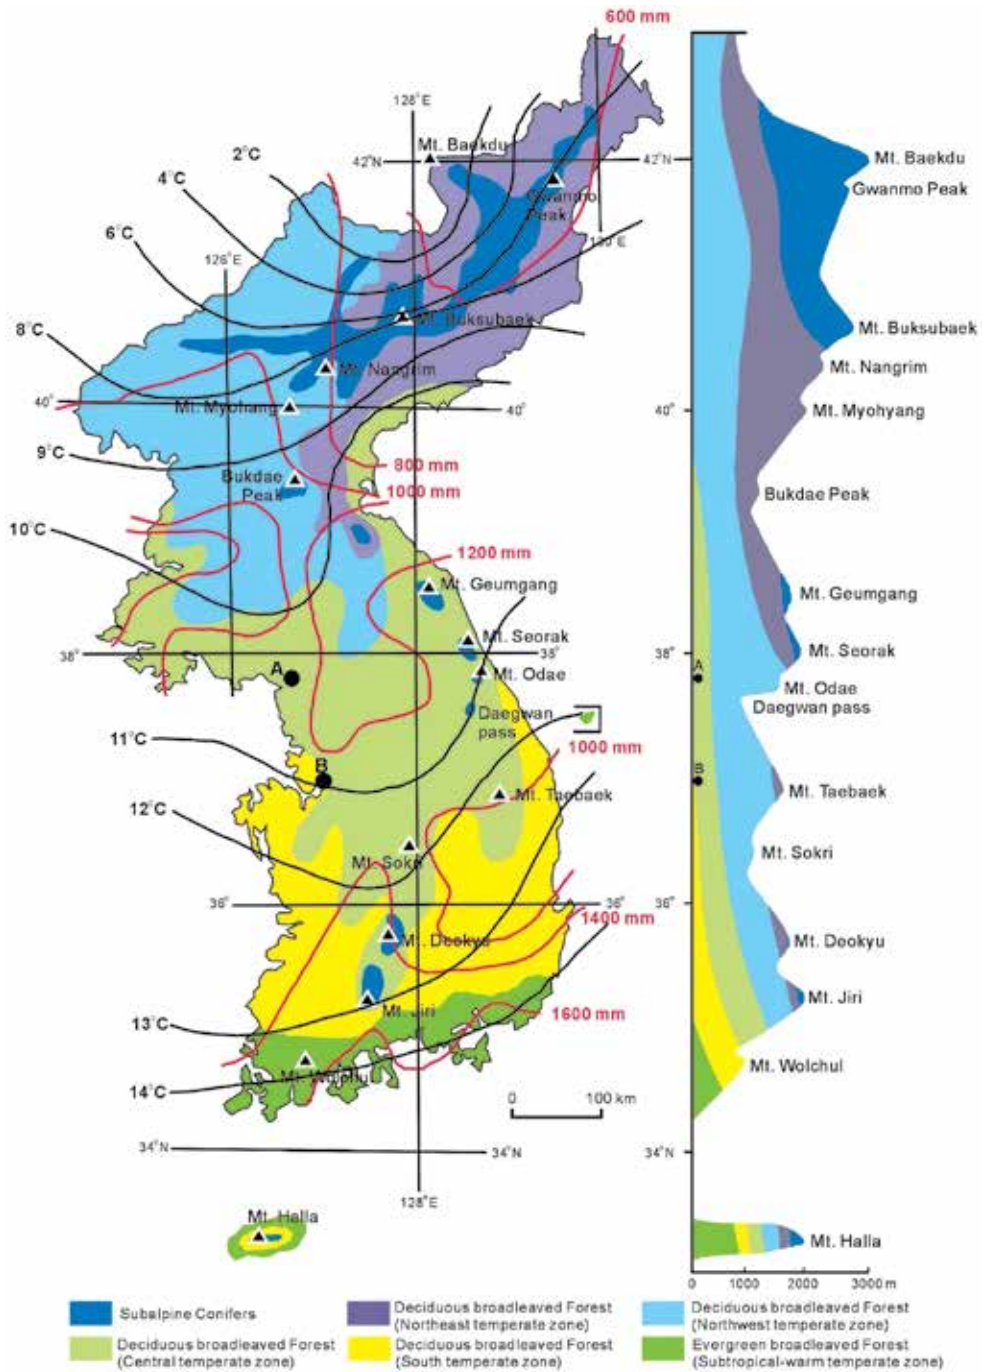 600 mm
128°E
Mt. Baekdu
42°N
42°N
Mt. Baekdu
2°C
Gwanmo
Peak
Gwanmo Peak
4°C
6°C
130°E
126°E
Mt. Buksubaek
Mt. Buksubaek
8°C
Mt. Nangrim
Mt. Nangrim
40°
Mt. Myohang
40°
40°
Mt. Myohyang
9°C
800 mm
Bukdae
Peak
1000 mm
Bukdae Peak
10°C
1200 mm
Mt. Geumgang
Mt. Geumgang
Mt. Seorak
Mt. Seorak
38°
38°
38°
A
Mt. Odae
A
Mt. Odae
Daegwan
pass
Daegwan pass
11°C
1000 mm
B
B
Mt. Taebaek
Mt. Taebaek
12°C
Mt. Sokri
Mt. Sokri
36°
36°
36°
1400 mm
Mt. Deokyu
Mt. Deokyu
Mt. Jiri
Mt. Jiri
13°C
1600 mm
Mt. Wolchul
Mt. Wolchul
14°C
0 100 km
34°N
34°N
34°N
128°E
Mt. Halla
Mt. Halla
0 1000 2000 3000 m
Subalpine Conifers
Deciduous broadleaved Forest
(Northeast temperate zone)
Deciduous broadleaved Forest
(Northwest temperate zone)
Deciduous broadleaved Forest
(Central temperate zone)
Deciduous broadleaved Forest
(South temperate zone)
Evergreen broadleaved Forest
(Subtropical-warm temperate zone)